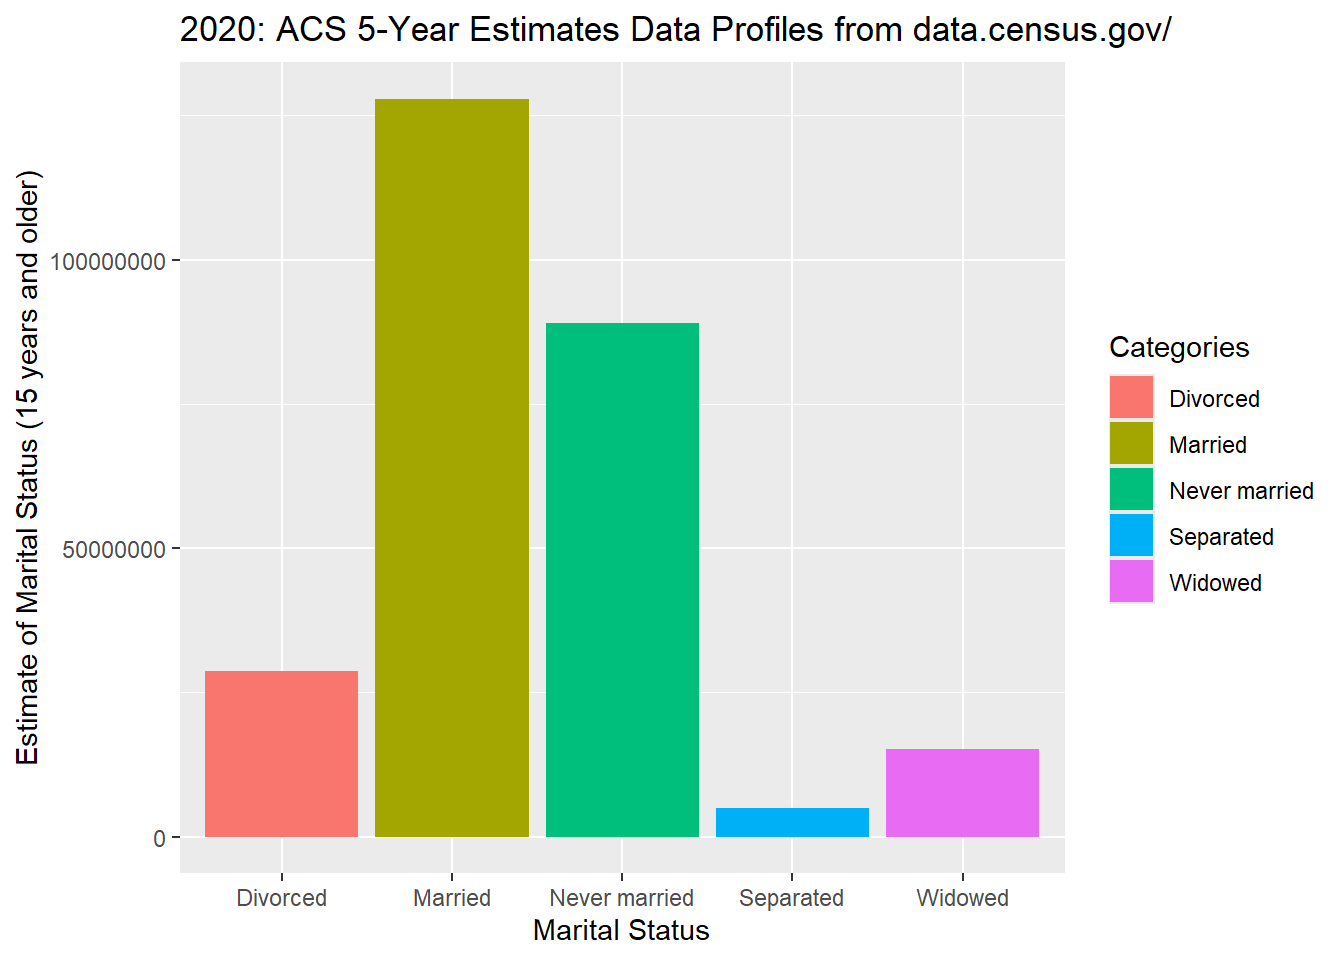 2020: ACS 5-Year Estimates Data Profiles from data.census.gov/
Estimate of Marital Status (15 years and older)
100000000
50000000
0
Divorced
Married
Never married
Separated
Widowed
Marital Status
Categories
Divorced
Married
Never married
Separated
Widowed